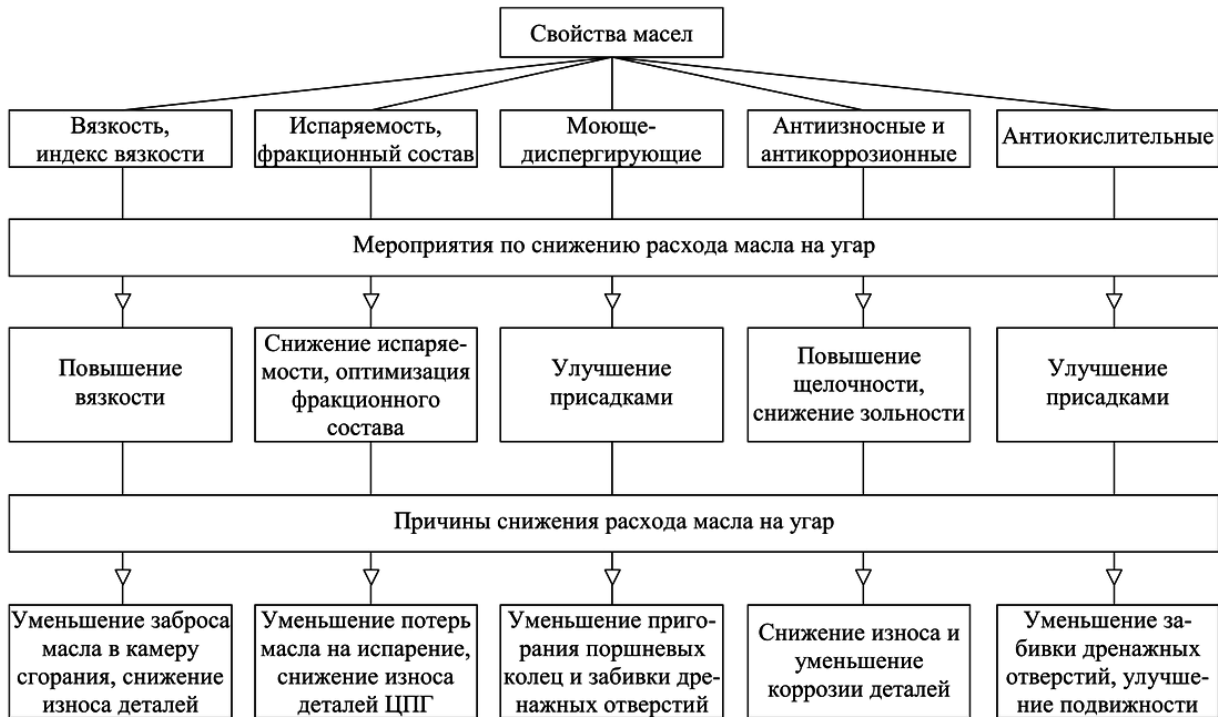 Свойства масел
Вязкость,
индекс вязкости
Испаряемость,
фракционный состав
Моюще-
диспергирующие
Антиизносные и
антикоррозионные
Антиокислительные
Мероприятия по снижению расхода масла на угар
Повышение
вязкости
Снижение испаряе-
мости, оптимизация
фракционного
состава
Улучшение
присадками
Повышение
щелочности,
снижение зольности
Улучшение
присадками
Причины снижения расхода масла на угар
Уменьшение заброса
масла в камеру
сгорания, снижение
износа деталей
Уменьшение потерь
масла на испарение,
снижение износа
деталей ЦПГ
Уменьшение приго-
рания поршневых
колец и забивки дре-
нажных отверстий
Снижение износа и
уменьшение
коррозии деталей
Уменьшение за-
бивки дренажных
отверстий, улучше-
ние подвижности